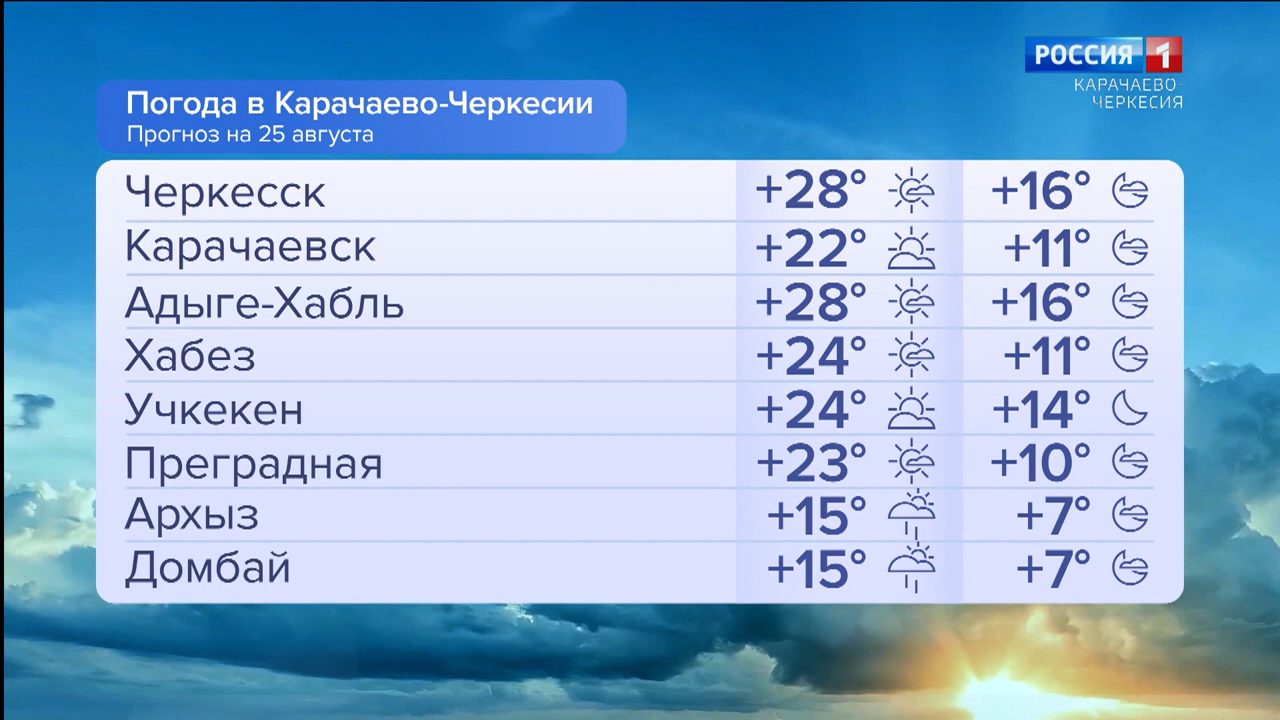 РОССИЯ 1
КАРАЧАЕВО-
ЧЕРКЕСИЯ
Погода в Карачаево-Черкесии
Прогноз на 25 августа
Черкесск +28° +16°
Карачаевск +22° +11°
Адыге-Хабль +28° +16°
Хабез +24° +11°
Учкекен +24° +14°
Преградная +23° +10°
Архыз +15° +7°
Домбай +15° +7°